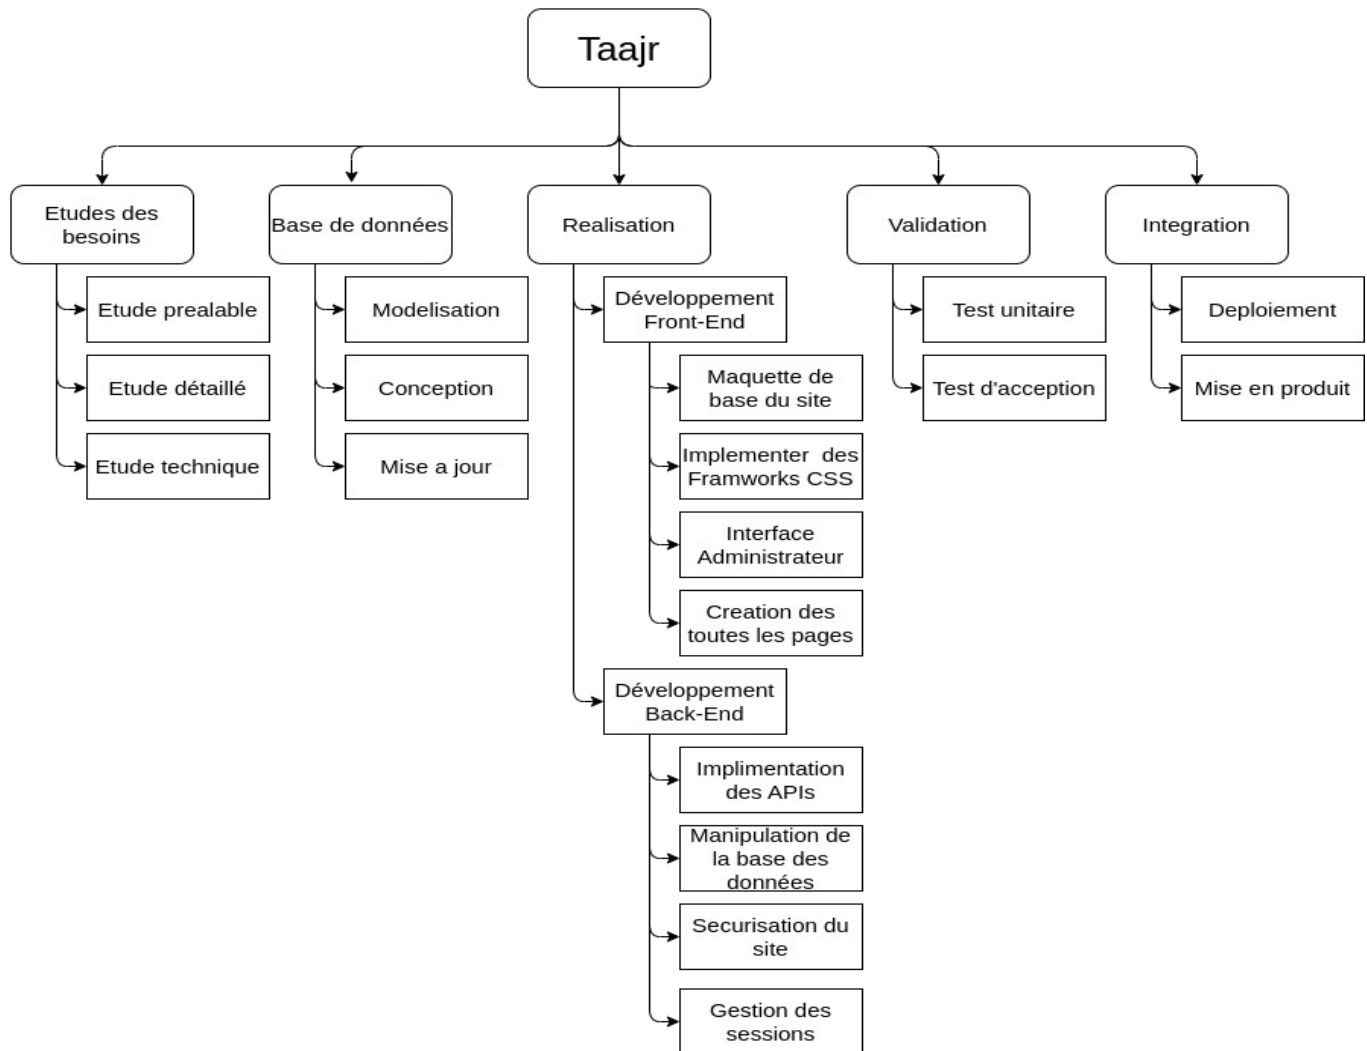 Taajr
Etudes des
besoins
Base de données
Realisation
Validation
Integration
Etude prealable
Etude détaillé
Etude technique
Modelisation
Conception
Mise a jour
Développement
Front-End
Maquette de
base du site
Implementer des
Framworks CSS
Interface
Administrateur
Creation des
toutes les pages
Développement
Back-End
Implimentation
des APIs
Manipulation de
la base des
données
Securisation du
site
Gestion des
sessions
Test unitaire
Test d'acception
Deploiement
Mise en produit